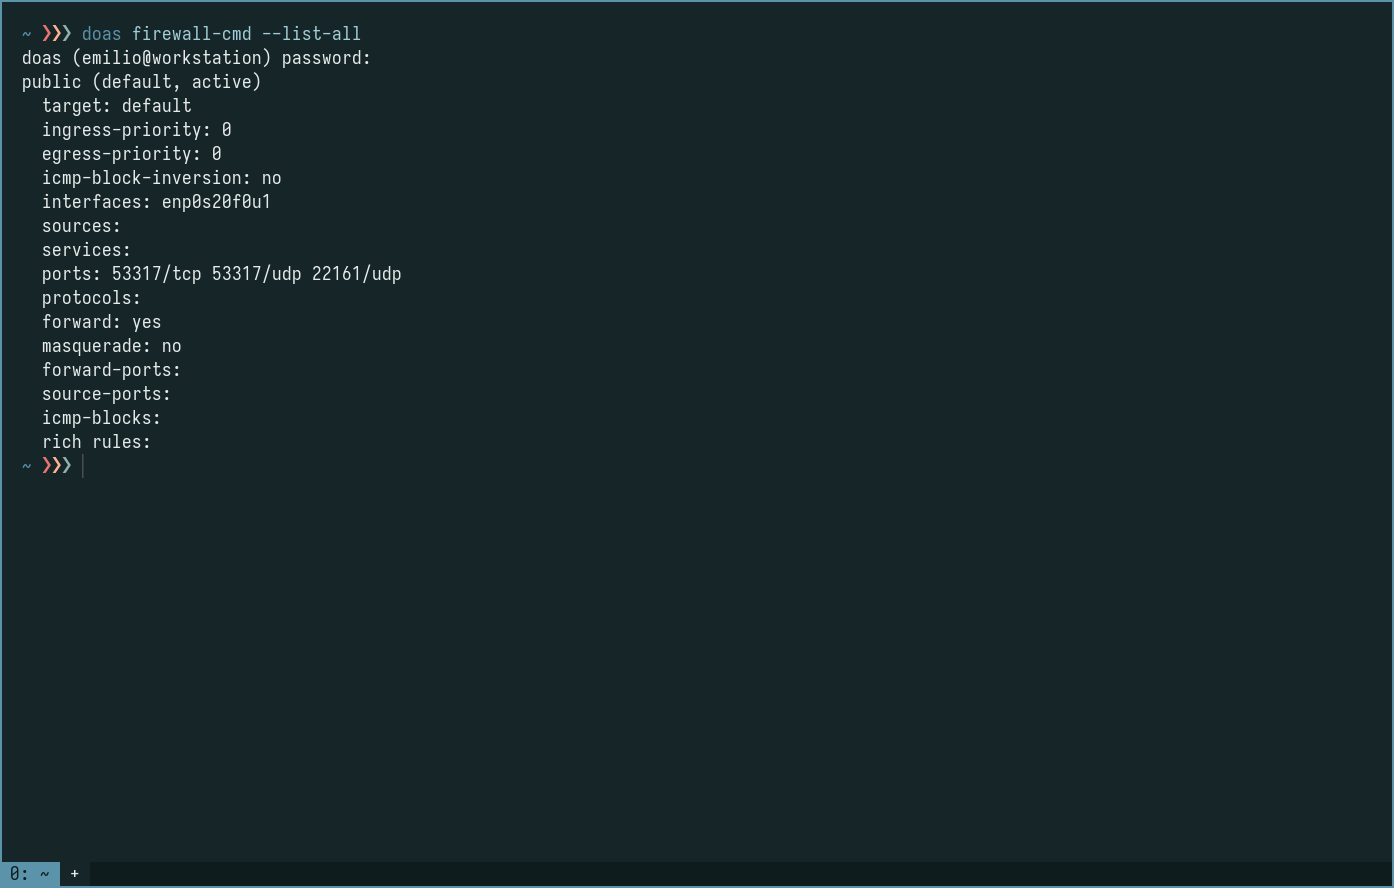 ~ ❯❯❯ doas firewall-cmd --list-all
doas (emilio@workstation) password:
public (default, active)
  target: default
  ingress-priority: 0
  egress-priority: 0
  icmp-block-inversion: no
  interfaces: enp0s20f0u1
  sources:
  services:
  ports: 53317/tcp 53317/udp 22161/udp
  protocols:
  forward: yes
  masquerade: no
  forward-ports:
  source-ports:
  icmp-blocks:
  rich rules:
~ ❯❯❯
0: ~ +